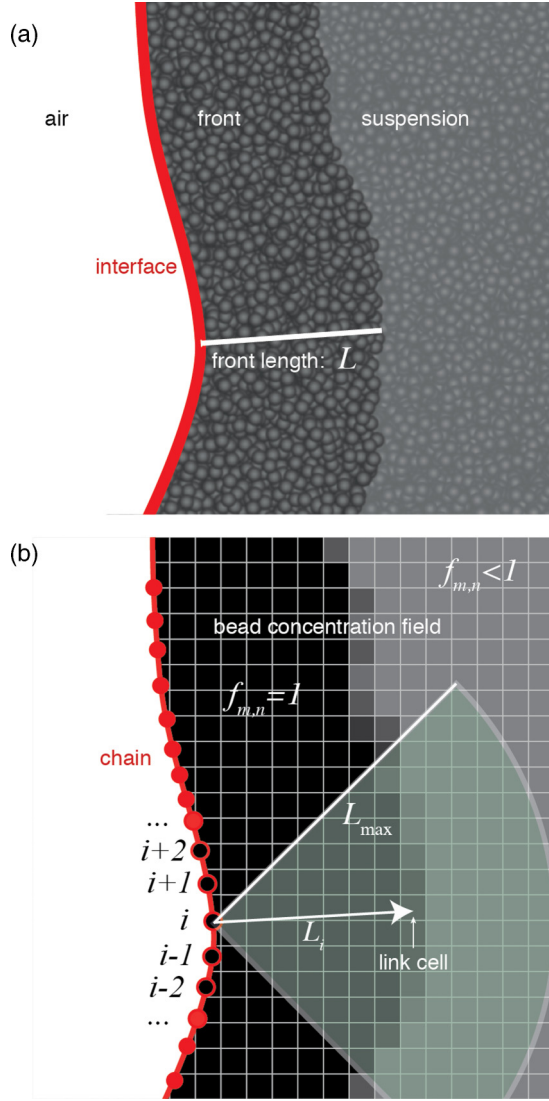 (a)
air
front
suspension
interface
front length: L
(b)
f_{m,n}<1
bead concentration field
f_{m,n}=1
chain
L_max
...
i+2
i+1
i
L_i
i-1
link cell
i-2
...